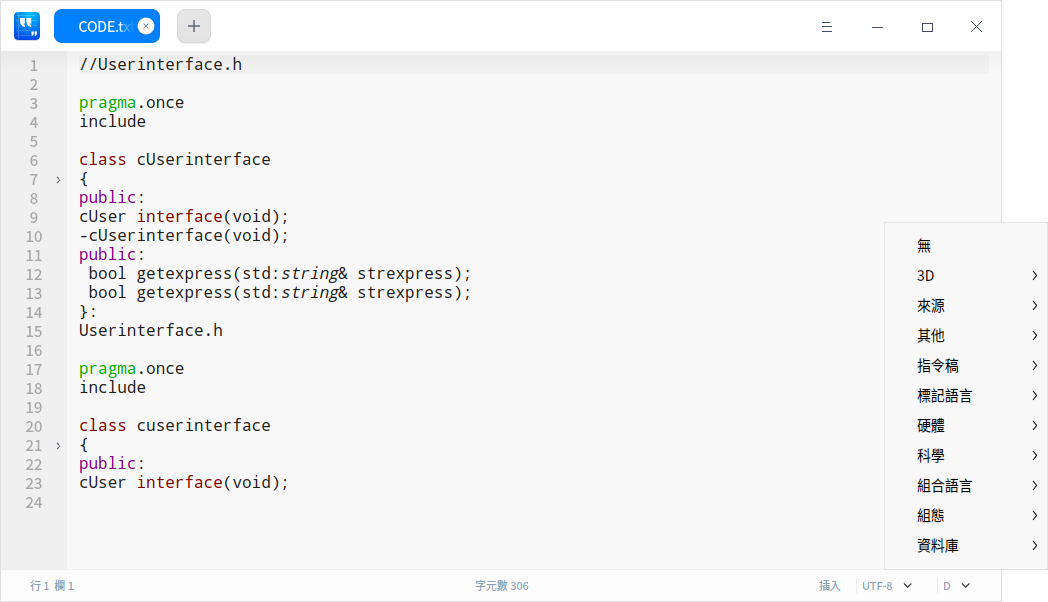 CODE.txt
1 //Userinterface.h
2
3 pragma.once
4 include
5
6 class cUserinterface
7 {
8 public:
9 cUser interface(void);
10 -cUserinterface(void);
11 public:
12 bool getexpress(std:string& strexpress);
13 bool getexpress(std:string& strexpress);
14 }:
15 Userinterface.h
16
17 pragma.once
18 include
19
20 class cuserinterface
21 {
22 public:
23 cUser interface(void);
24
無
3D
來源
其他
指令稿
標記語言
硬體
科學
組合語言
組態
資料庫
行 1 欄 1
字元數 306
插入
UTF-8
D